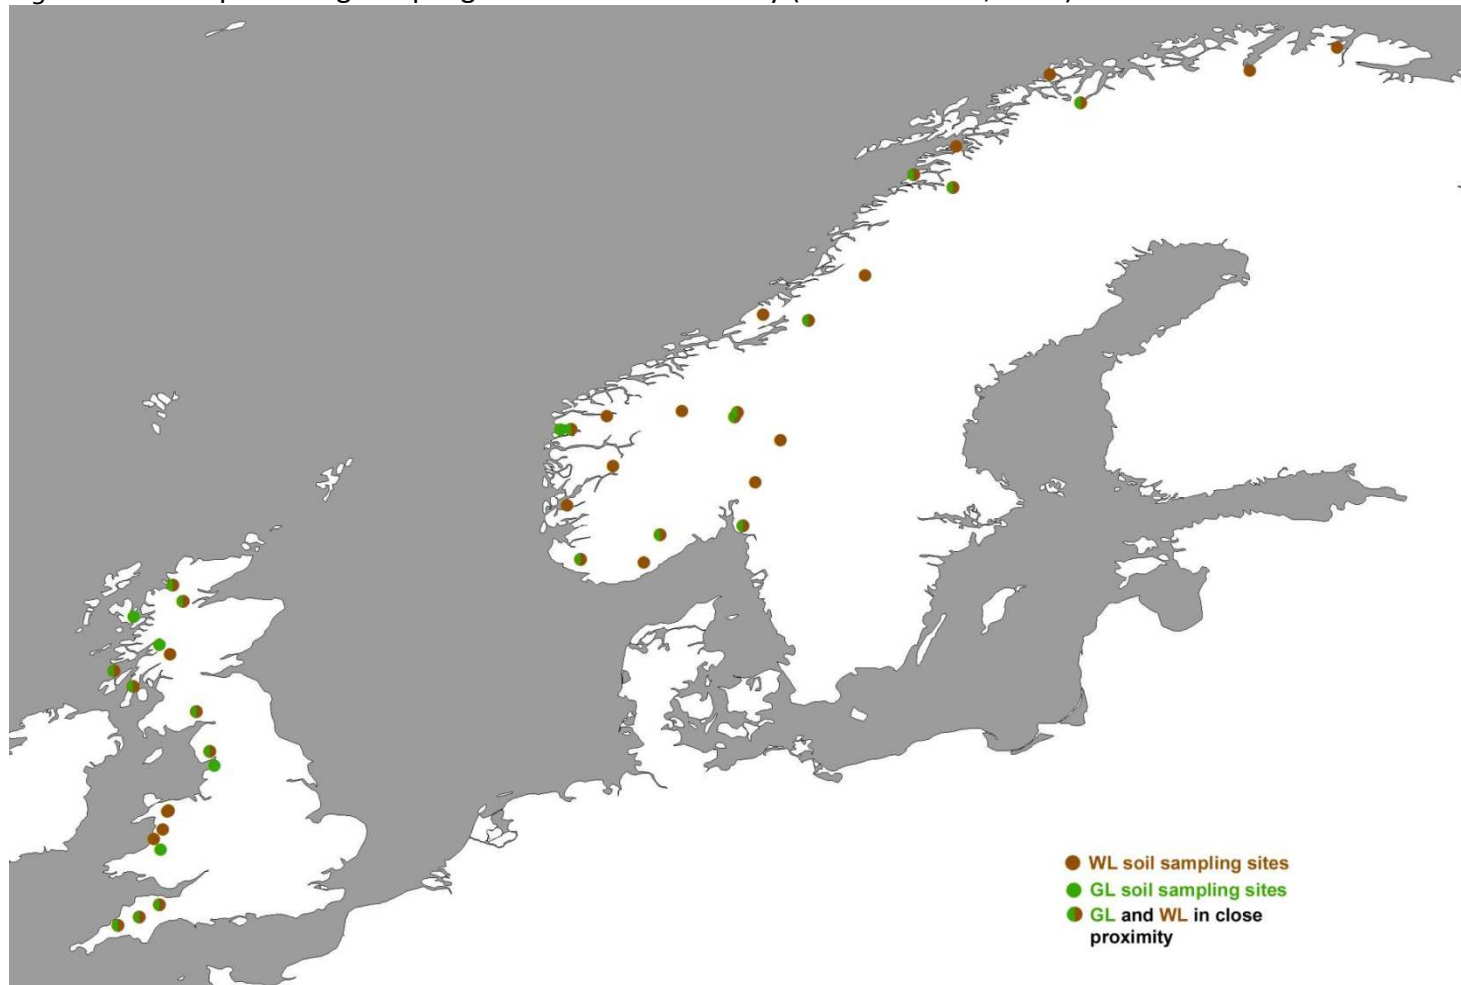 WL soil sampling sites
GL soil sampling sites
GL and WL in close
proximity